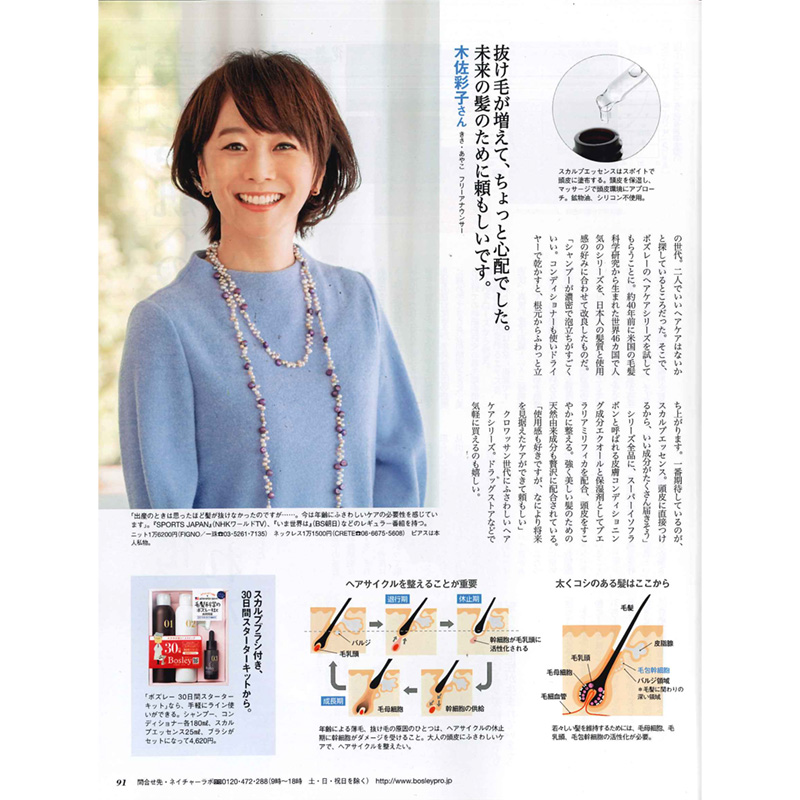 抜け毛が増えて、ちょっと心配でした。
未来の髪のために頼もしいです。
木佐彩子さん
きさ・あやこ フリーアナウンサー
スカルプエッセンスはスポイトで
頭皮に塗布する。頭皮を保湿し、
マッサージで頭皮環境にアプロー
チ。鉱物油、シリコン不使用。
の世代。二人でいいヘアケアはないか
と探しているところだった。そこで、
ボズレーのヘアケアシリーズを試して
もらうことに。約40年前に米国の毛髪
科学研究から生まれた世界46カ国で人
気のシリーズを、日本人の髪質と使用
感の好みに合わせて改良したものだ。
「シャンプーが濃密で泡立ちがすごく
いい。コンディショナーも使いドライ
ヤーで乾かすと、根元からふわっと立
ち上がります。一番期待しているのが、
スカルプエッセンス。頭皮に直接つけ
るから、いい成分がたくさん届きそう」
シリーズ全品に、スーパーイソフラ
ボンと呼ばれる皮膚コンディショニン
グ成分エクオールと保湿剤としてプエ
ラリアミリフィカを配合、頭皮をすこ
やかに整える。強く美しい髪のための
天然由来成分も贅沢に配合されている。
「使用感も好きですが、なにより将来
を見据えたケアができて頼もしい」
クロワッサン世代にふさわしいヘア
ケアシリーズ。ドラッグストアなどで
気軽に買えるのも嬉しい。
「出産のときは思ったほど髪が抜けなかったのですが……。今は年齢にふさわしいケアの必要性を感じてい
ます」。『SPORTS JAPAN』(NHKワールドTV)、『いま世界は』(BS朝日)などのレギュラー番組を持つ。
ニット1万6200円(FIGNO/一珠☎03-5261-7135) ネックレス1万1500円(CRETE☎06-6675-5608) ピアスは本
人私物。
スカルプブラシ付き、
30日間スターターキットから。
01
02
03
30
Bosley
「ボズレー 30日間スターター
キット」なら、手軽にライン使
いができる。シャンプー、コン
ディショナー各180㎖、スカル
プエッセンス25㎖、ブラシが
セットになって4,620円。
ヘアサイクルを整えることが重要
退行期
休止期
バルジ
毛乳頭
幹細胞が毛乳頭に
活性化される
成長期
毛母細胞
幹細胞の供給
年齢による薄毛、抜け毛の原因のひとつは、ヘアサイクルの休止
期に幹細胞がダメージを受けること。大人の頭皮にふさわしいケア
で、ヘアサイクルを整えたい。
太くコシのある髪はここから
毛髪
皮脂腺
毛乳頭
毛包幹細胞
毛母細胞
バルジ領域
*毛髪に関わりの
深い領域
毛細血管
若々しい髪を維持するためには、毛母細胞、毛
乳頭、毛包幹細胞の活性化が必要。
91 問合せ先・ネイチャーラボ 0120-472-288(9時〜18時 土・日・祝日を除く) http://www.bosleypro.jp